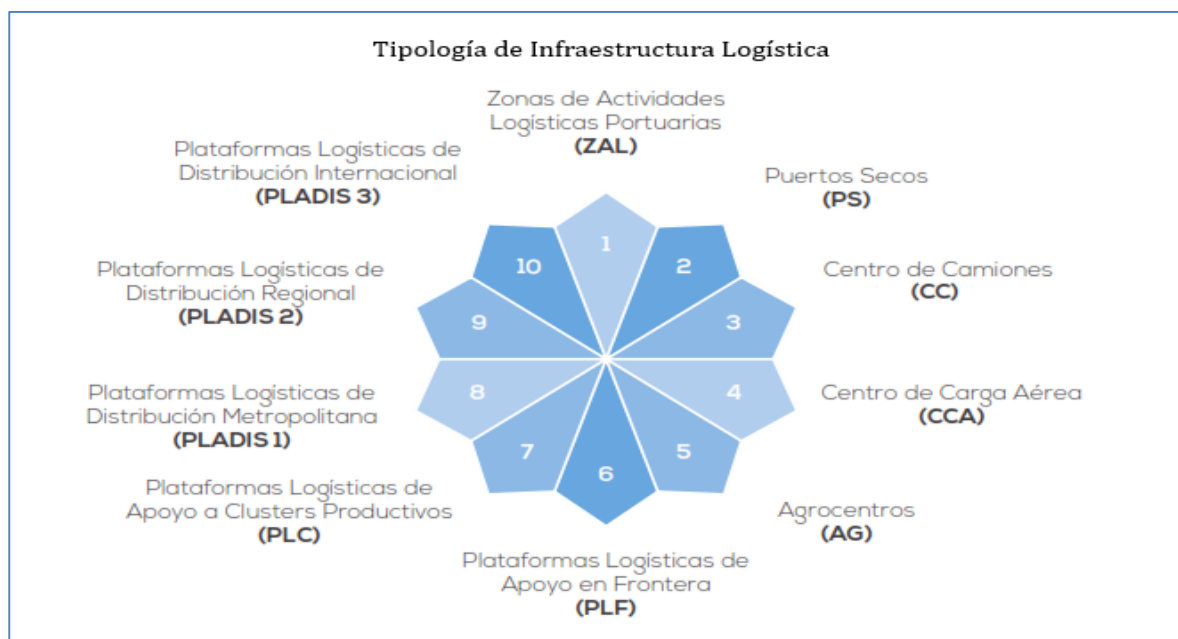 Tipología de Infraestructura Logística
Zonas de Actividades
Logísticas Portuarias
(ZAL)
Puertos Secos
(PS)
Centro de Camiones
(CC)
Centro de Carga Aérea
(CCA)
Agrocentros
(AG)
Plataformas Logísticas de
Apoyo en Frontera
(PLF)
Plataformas Logísticas de
Apoyo a Clusters Productivos
(PLC)
Plataformas Logísticas de
Distribución Metropolitana
(PLADIS 1)
Plataformas Logísticas de
Distribución Regional
(PLADIS 2)
Plataformas Logísticas de
Distribución Internacional
(PLADIS 3)
1
2
3
4
5
6
7
8
9
10